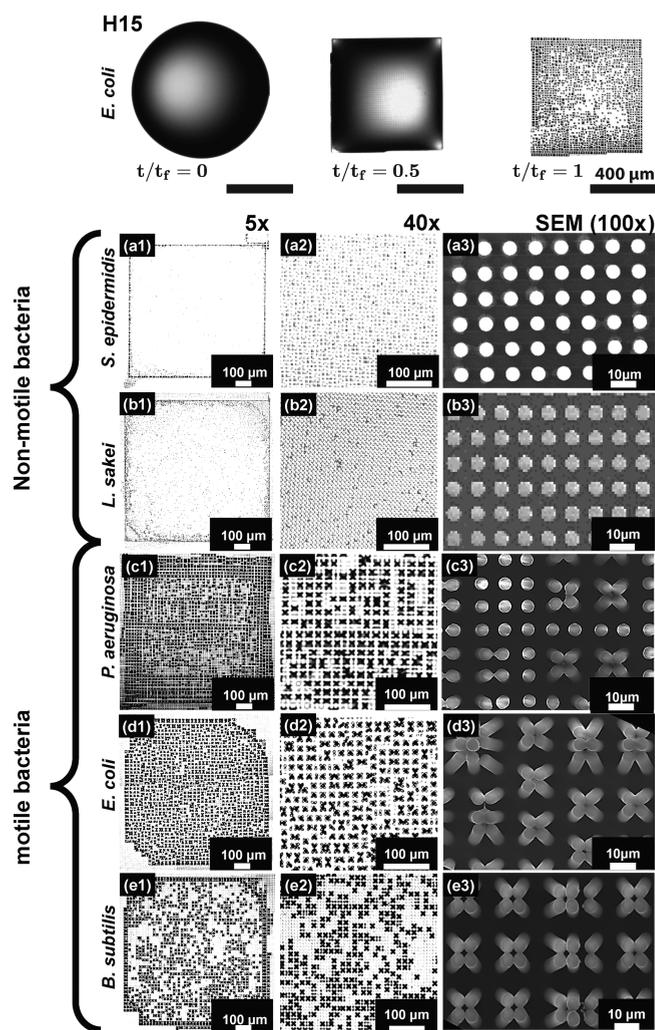 H15
E. coli
t/t_f = 0
t/t_f = 0.5
t/t_f = 1
400 µm
5x
40x
SEM (100x)
Non-motile bacteria
S. epidermidis
(a1)
100 µm
(a2)
100 µm
(a3)
10µm
L. sakei
(b1)
100 µm
(b2)
100 µm
(b3)
10µm
motile bacteria
P. aeruginosa
(c1)
100 µm
(c2)
100 µm
(c3)
10µm
E. coli
(d1)
100 µm
(d2)
100 µm
(d3)
10µm
B. subtilis
(e1)
100 µm
(e2)
100 µm
(e3)
10 µm